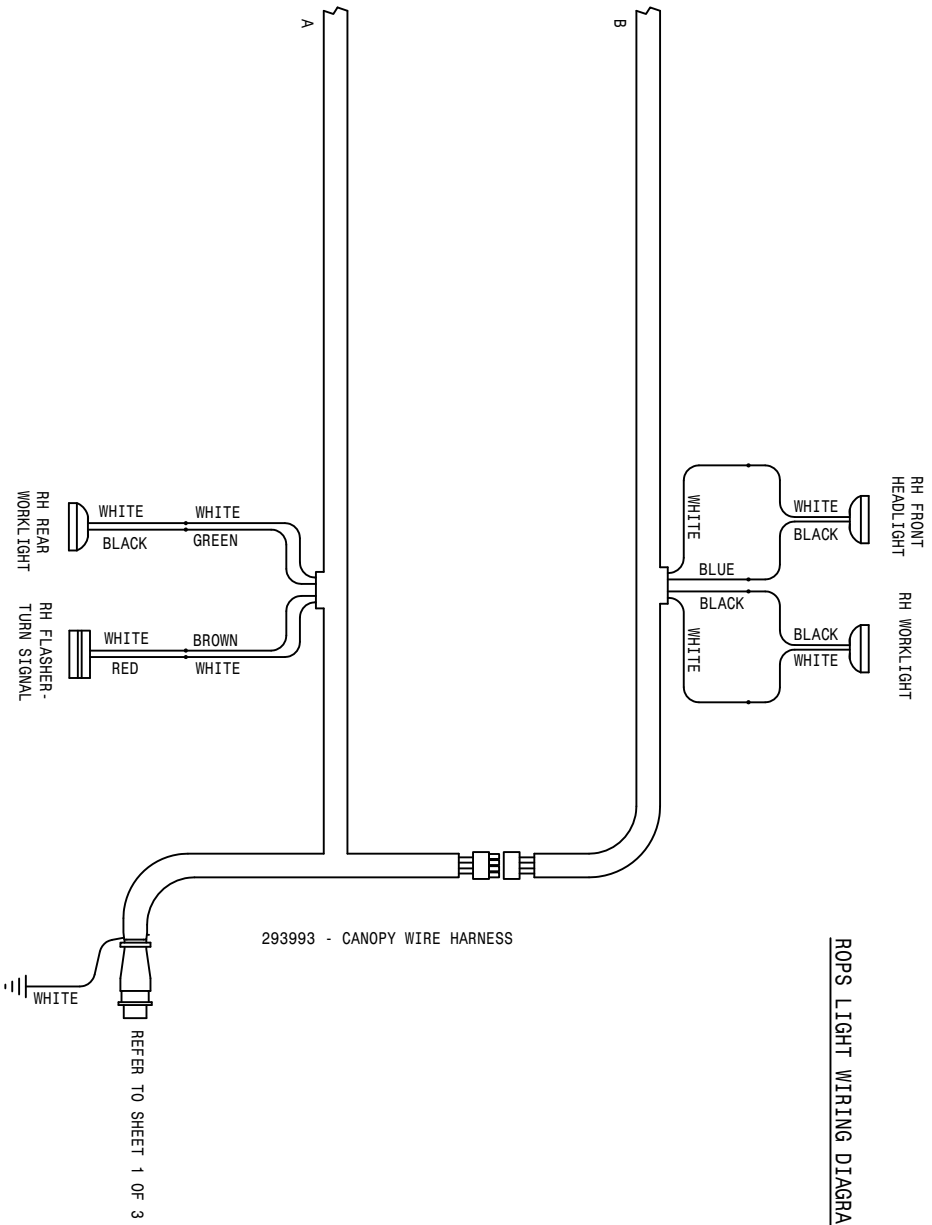 A
B
RH FRONT
HEADLIGHT
WHITE
BLACK
WHITE
BLUE
BLACK
WHITE
BLACK
WHITE
RH WORKLIGHT
RH REAR
WORKLIGHT
WHITE
BLACK
WHITE
GREEN
RH FLASHER-
TURN SIGNAL
WHITE
RED
BROWN
WHITE
293993 - CANOPY WIRE HARNESS
WHITE
REFER TO SHEET 1 OF 3
ROPS LIGHT WIRING DIAGRA